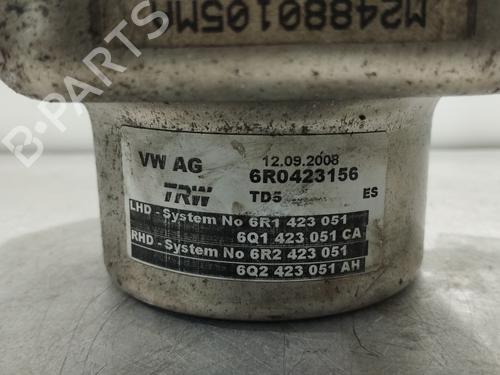 M24880105M
B-PARTS
VW AG
12.09.2008
6R0423156
TRW
TD5
ES
LHD - System No 6R1 423 051
6Q1 423 051 CA
RHD - System No 6R2 423 051
6Q2 423 051 AH